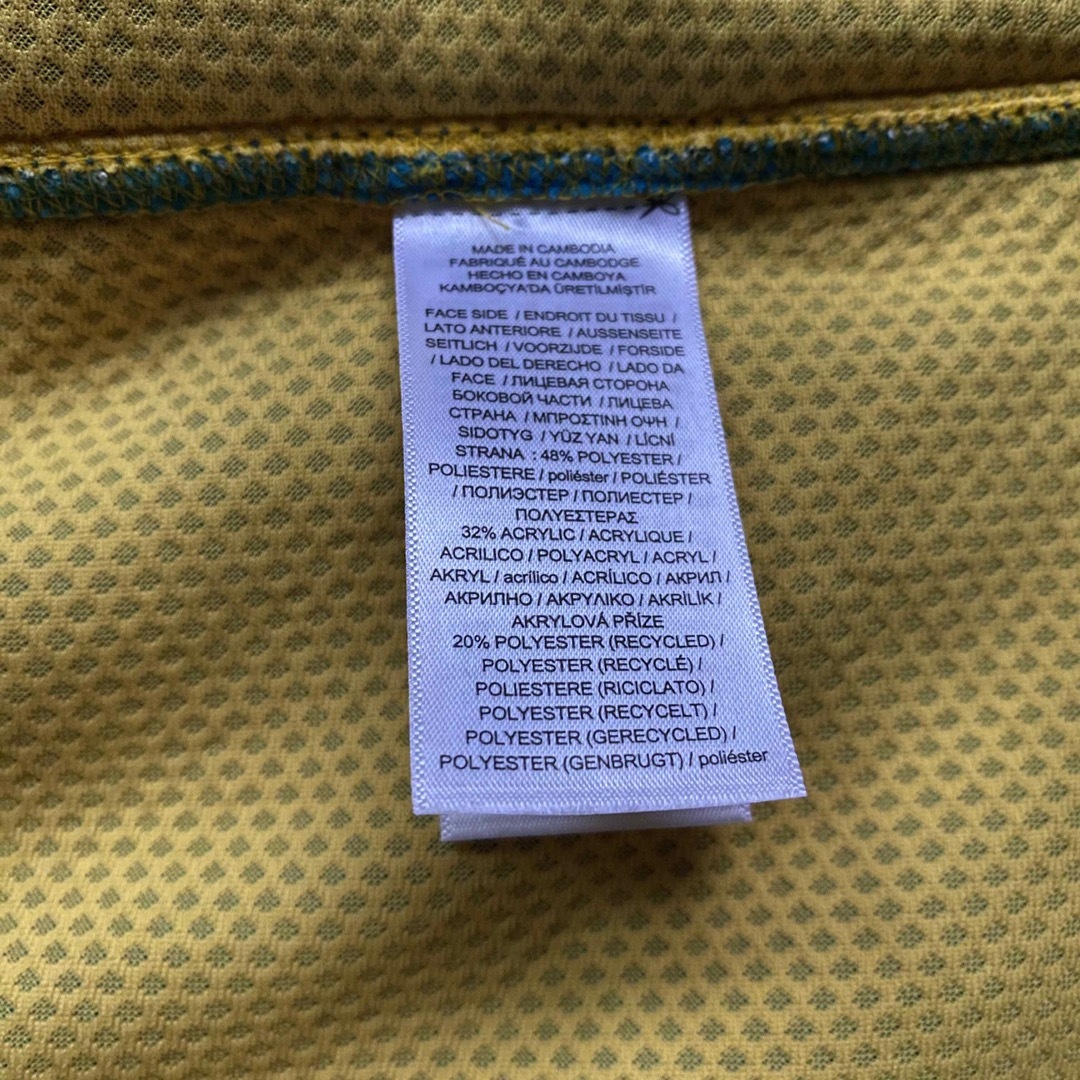 MADE IN CAMBODIA
FABRIQUÉ AU CAMBODGE
HECHO EN CAMBOYA
KAMBOÇYA'DA ÜRETİLMİŞTİR
FACE SIDE / ENDROIT DU TISSU /
LATO ANTERIORE / AUSSENSEITE
SEITLICH / VOORZIJDE / FORSIDE
/ LADO DEL DERECHO / LADO DA
FACE / ЛИЦЕВАЯ СТОРОНА
БОКОВОЙ ЧАСТИ / ЛИЦЕВА
СТРАНА / ΜΠΡΟΣΤΙΝΗ ΟΨΗ /
SIDOTYG / YÜZ YAN / LÍCNÍ
STRANA : 48% POLYESTER /
POLIESTERE / poliéster / POLIÉSTER
/ ПОЛИЭСТЕР / ПОЛИЕСТЕР /
ΠΟΛΥΕΣΤΕΡΑΣ
32% ACRYLIC / ACRYLIQUE /
ACRILICO / POLYACRYL / ACRYL /
AKRYL / acrílico / ACRÍLICO / АКРИЛ /
АКРИЛНО / ΑΚΡΥΛΙΚΟ / AKRİLİK /
AKRYLOVÁ PŘÍZE
20% POLYESTER (RECYCLED) /
POLYESTER (RECYCLÉ) /
POLIESTERE (RICICLATO) /
POLYESTER (RECYCELT) /
POLYESTER (GERECYCLED) /
POLYESTER (GENBRUGT) / poliéster